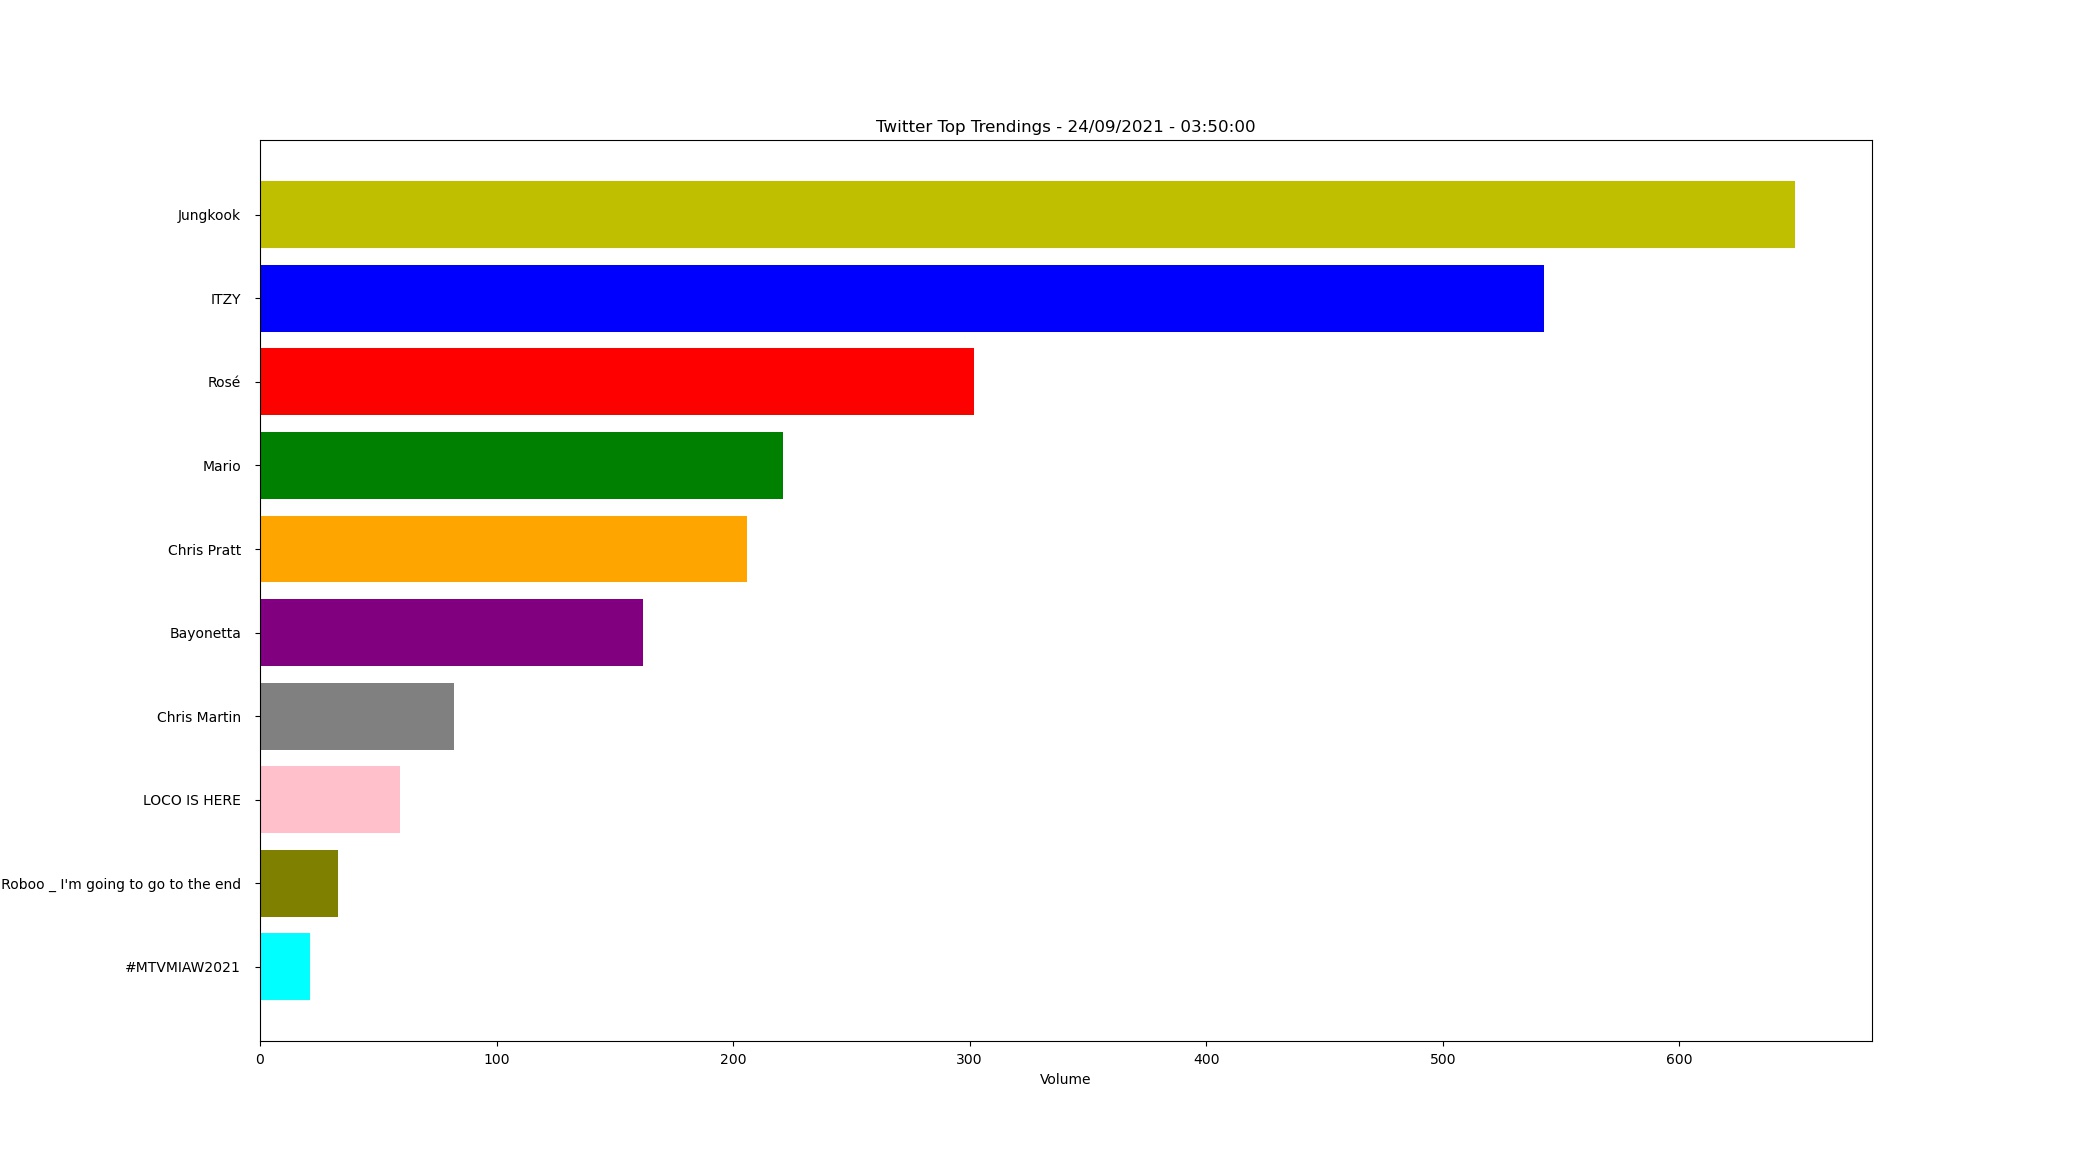 Twitter Top Trendings - 24/09/2021 - 03:50:00
Jungkook
ITZY
Rosé
Mario
Chris Pratt
Bayonetta
Chris Martin
LOCO IS HERE
Roboo _ I'm going to go to the end
#MTVMIAW2021
0 100 200 300 400 500 600
Volume